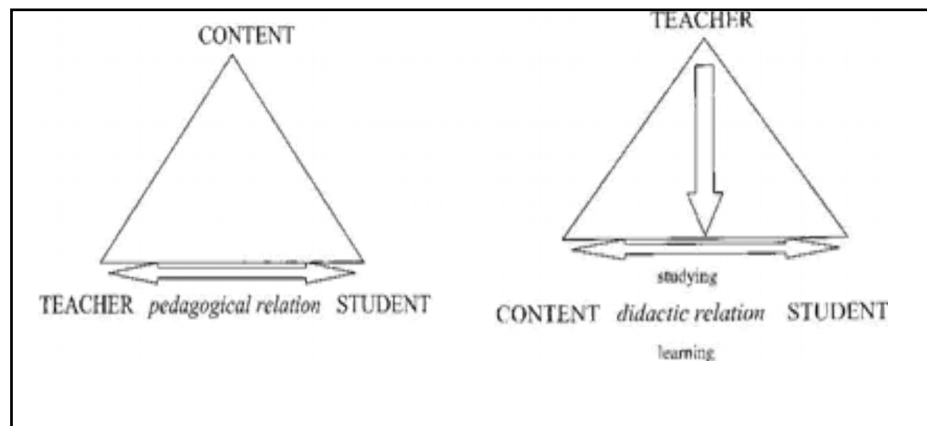 CONTENT
TEACHER pedagogical relation STUDENT
TEACHER
studying
CONTENT didactic relation STUDENT
learning